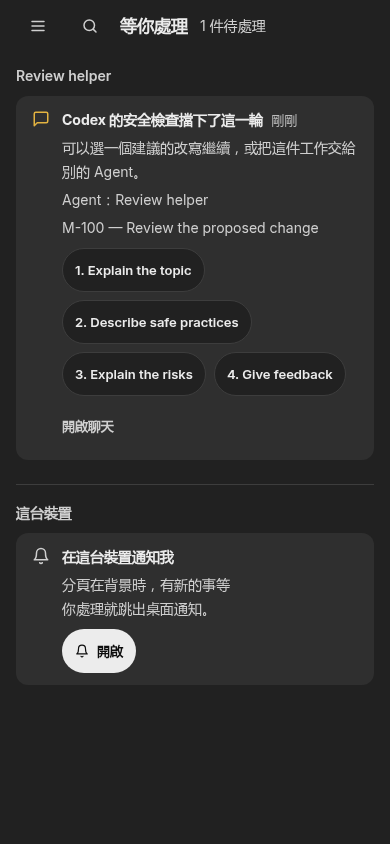 等你處理 1 件待處理
Review helper
Codex 的安全檢查擋下了這一輪 剛剛
可以選一個建議的改寫繼續，或把這件工作交給
別的 Agent。
Agent：Review helper
M-100 — Review the proposed change
1. Explain the topic
2. Describe safe practices
3. Explain the risks
4. Give feedback
開啟聊天
這台裝置
在這台裝置通知我
分頁在背景時，有新的事等
你處理就跳出桌面通知。
開啟